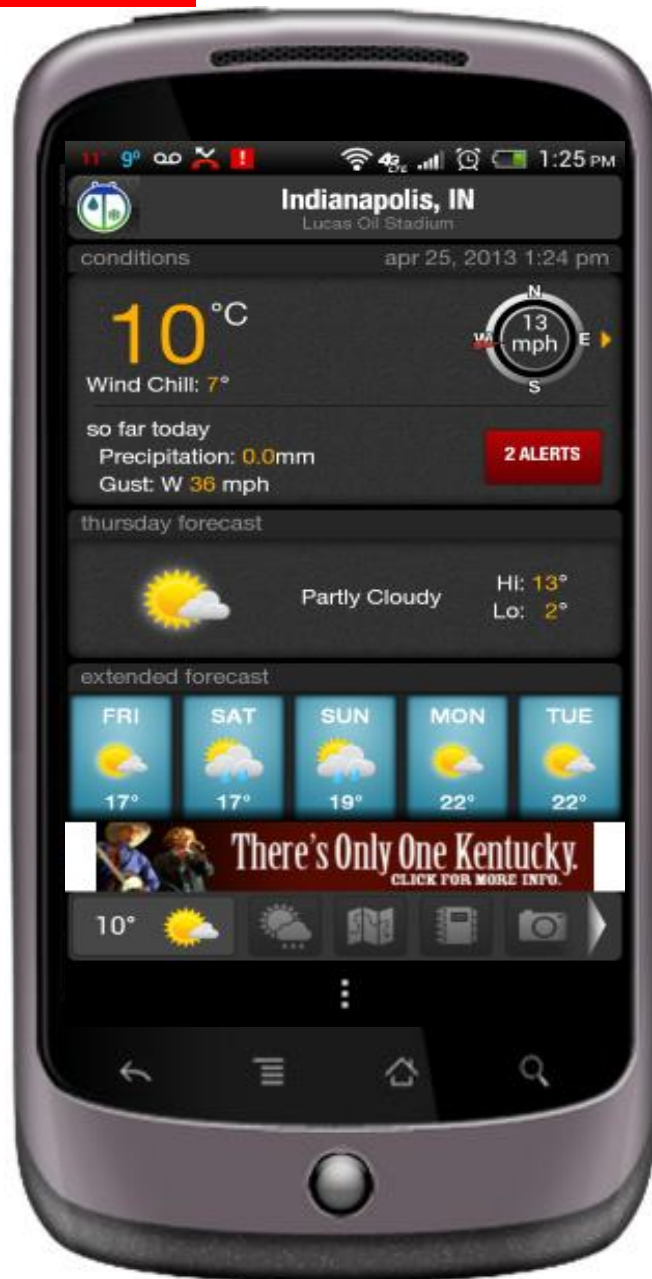 11° 9° 4G LTE 1:25 PM
Indianapolis, IN
Lucas Oil Stadium
conditions apr 25, 2013 1:24 pm
10°C
N
W 13 E
mph
S
Wind Chill: 7°
so far today
Precipitation: 0.0mm
Gust: W 36 mph
2 ALERTS
thursday forecast
Partly Cloudy
Hi: 13°
Lo: 2°
extended forecast
FRI SAT SUN MON TUE
17° 17° 19° 22° 22°
There's Only One Kentucky.
CLICK FOR MORE INFO.
10°